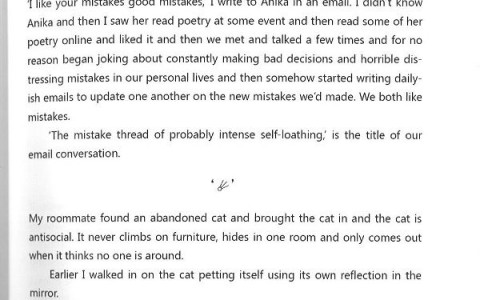 'I like your mistakes good mistakes,' I write to Anika in an email. I didn't know
Anika and then I saw her read poetry at some event and then read some of her
poetry online and liked it and then we met and talked a few times and for no
reason began joking about constantly making bad decisions and horrible dis-
tressing mistakes in our personal lives and then somehow started writing daily-
ish emails to update one another on the new mistakes we'd made. We both like
mistakes.
'The mistake thread of probably intense self-loathing,' is the title of our
email conversation.
My roommate found an abandoned cat and brought the cat in and the cat is
antisocial. It never climbs on furniture, hides in one room and only comes out
when it thinks no one is around.
Earlier I walked in on the cat petting itself using its own reflection in the
mirror.